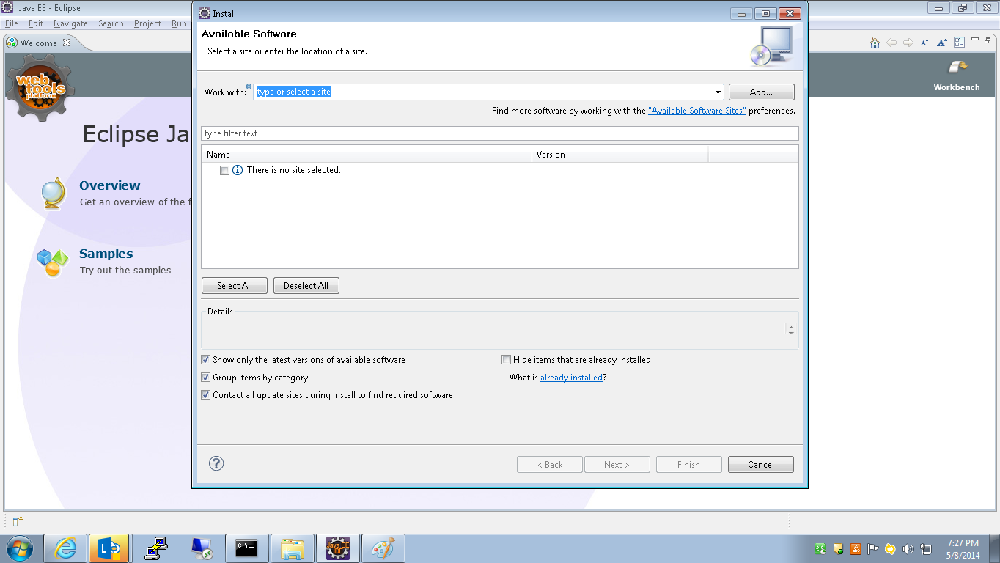 Java EE - Eclipse
File Edit Navigate Search Project Run
Welcome
web
tools
platform
Workbench
Eclipse Ja
Overview
Get an overview of the f
Samples
Try out the samples
Install
Available Software
Select a site or enter the location of a site.
Work with: type or select a site Add...
Find more software by working with the "Available Software Sites" preferences.
type filter text
Name Version
There is no site selected.
Select All Deselect All
Details
Show only the latest versions of available software Hide items that are already installed
Group items by category What is already installed?
Contact all update sites during install to find required software
? < Back Next > Finish Cancel
C:\_
Java EE
IDE
7:27 PM
5/8/2014